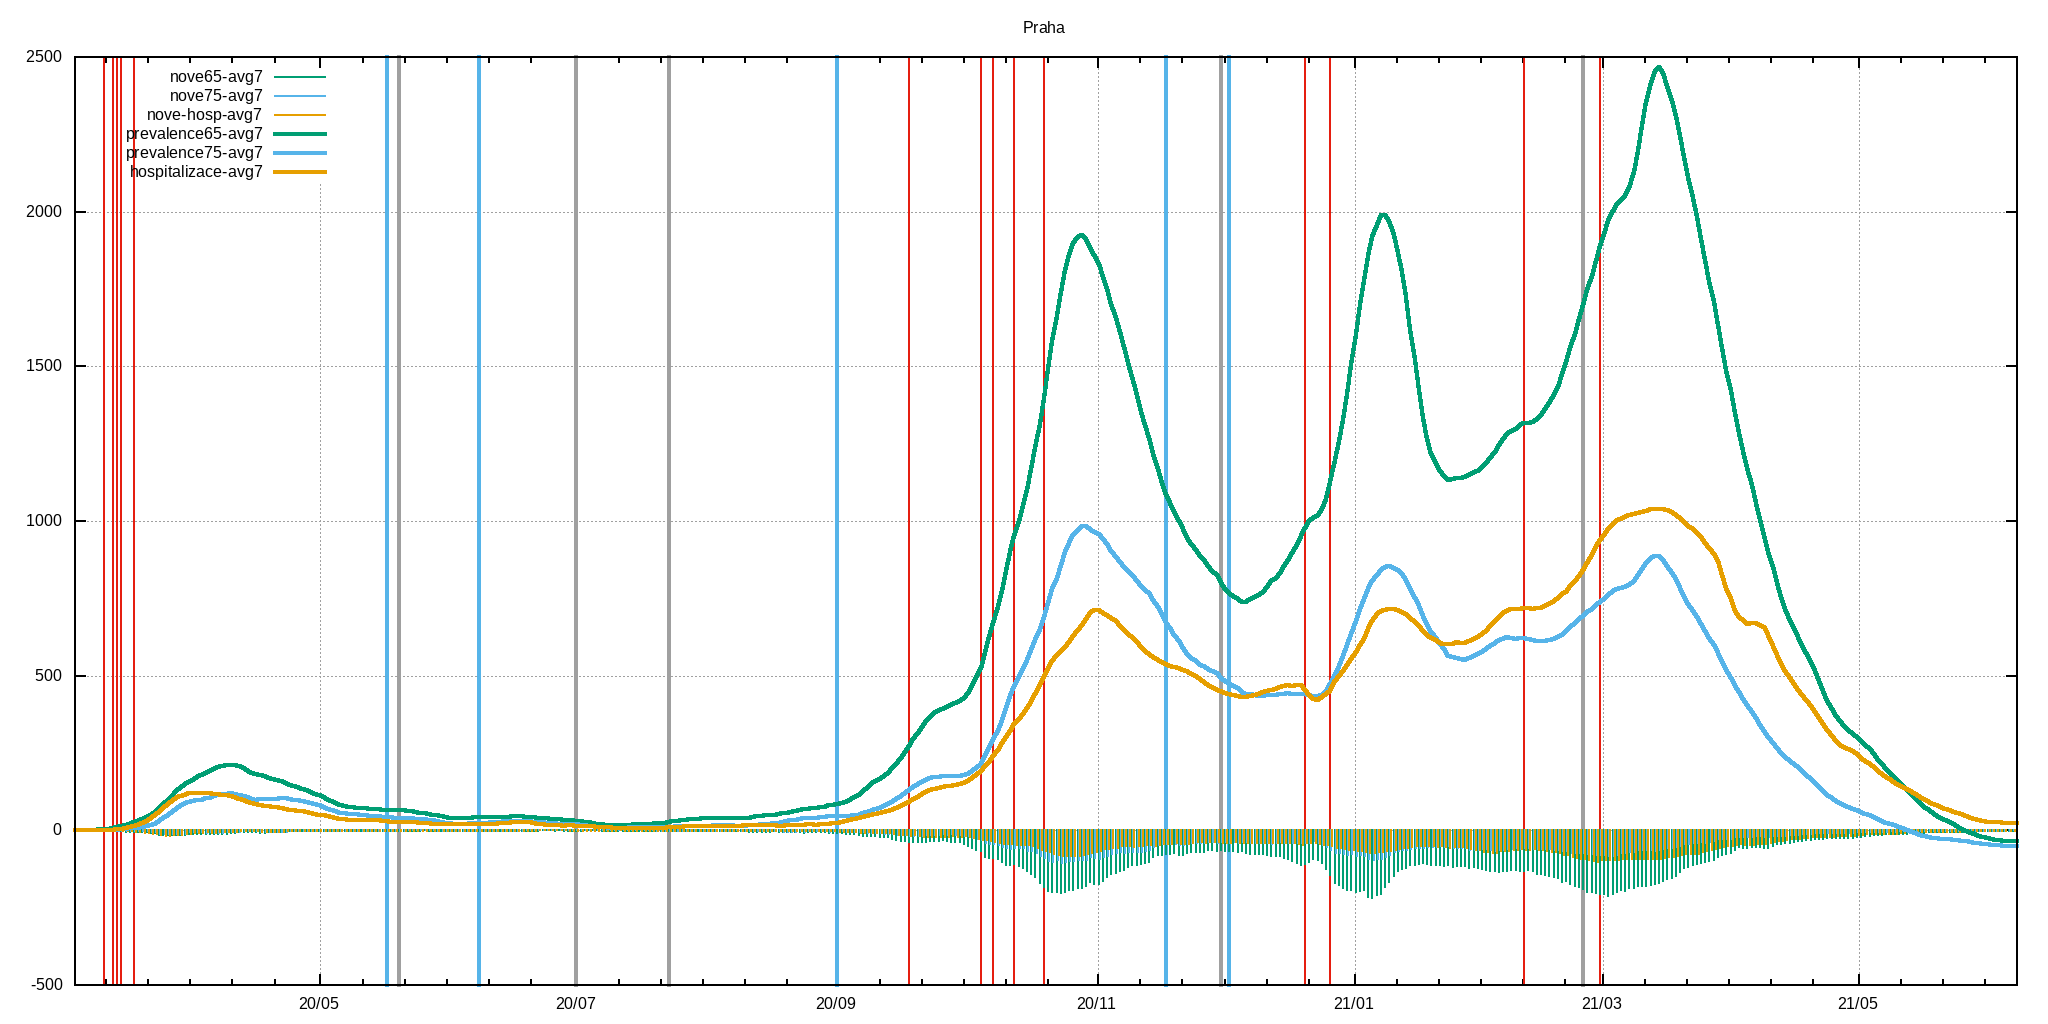 Praha
2500
nove65-avg7
nove75-avg7
nove-hosp-avg7
prevalence65-avg7
prevalence75-avg7
hospitalizace-avg7
2000
1500
1000
500
0
-500
20/05
20/07
20/09
20/11
21/01
21/03
21/05